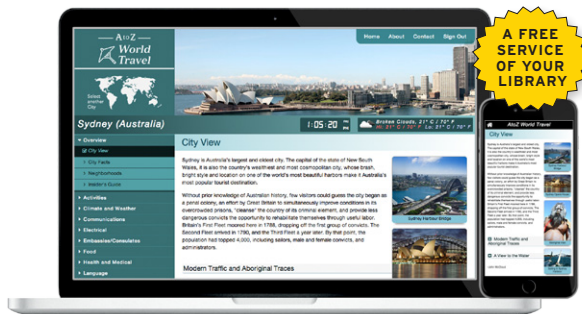 A FREE
SERVICE
OF YOUR
LIBRARY
A TO Z
World
Travel
Select
another
City
Home About Contact Sign Out
Sydney (Australia)
1:05:20
Broken Clouds, 21° C / 70° F
Overview
City View
City Facts
Neighborhoods
Insider's Guide
Activities
Climate and Weather
Communications
Electrical
Embassies/Consulates
Food
Health and Medical
Language
City View
Sydney is Australia's largest and oldest city. The capital of the state of New South
Wales, it is also the country's wealthiest and most cosmopolitan city, whose brash,
bright style and location on one of the world's most beautiful harbors make it Australia's
most popular tourist destination.
Without prior knowledge of Australian history, few visitors could guess the city began as
a penal colony, an effort by Great Britain to simultaneously improve conditions in its
overcrowded prisons, "cleanse" the country of its criminal element, and provide less
dangerous convicts the opportunity to rehabilitate themselves through useful labor.
Britain's First Fleet moored here in 1788, dropping off the first group of convicts. The
Second Fleet arrived in 1790, and the Third Fleet a year later. By that point, the
population had topped 4,000, including sailors, male and female convicts, and
administrators.
Modern Traffic and Aboriginal Traces
Sydney Harbour Bridge
AtoZ World Travel
City View
Modern Traffic and
Aboriginal Traces
A View to the Water